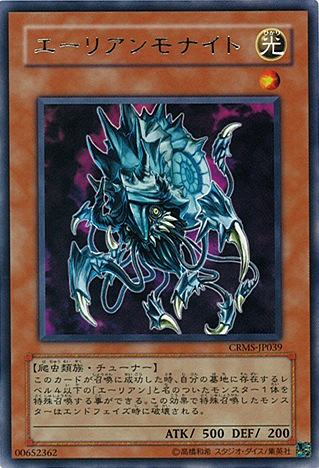 エーリアンモナイト
光
CRMS-JP039
【爬虫類族・チューナー】
このカードが召喚に成功した時、自分の墓地に存在するレ
ベル4以下の「エーリアン」と名のついたモンスター1体を
特殊召喚する事ができる。この効果で特殊召喚したモンス
ターはエンドフェイズ時に破壊される。
ATK/ 500 DEF/ 200
00652362
©高橋和希 スタジオ・ダイス/集英社